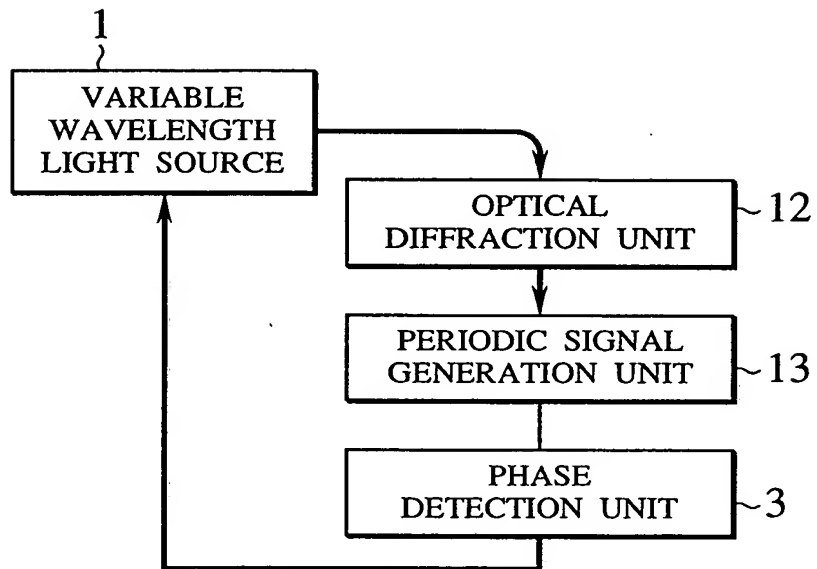 1
VARIABLE
WAVELENGTH
LIGHT SOURCE
OPTICAL
DIFFRACTION UNIT
12
PERIODIC SIGNAL
GENERATION UNIT
13
PHASE
DETECTION UNIT
3